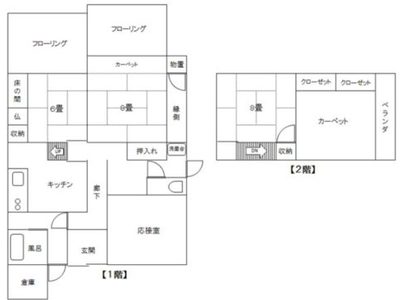 フローリング
フローリング
カーペット
物置
床の間
6畳
8畳
縁側
仏
収納
押入れ
洗面台
UP
キッチン
廊下
応接室
風呂
玄関
倉庫
【1階】
8畳
クローゼット
クローゼット
カーペット
ベランダ
DN
収納
【2階】